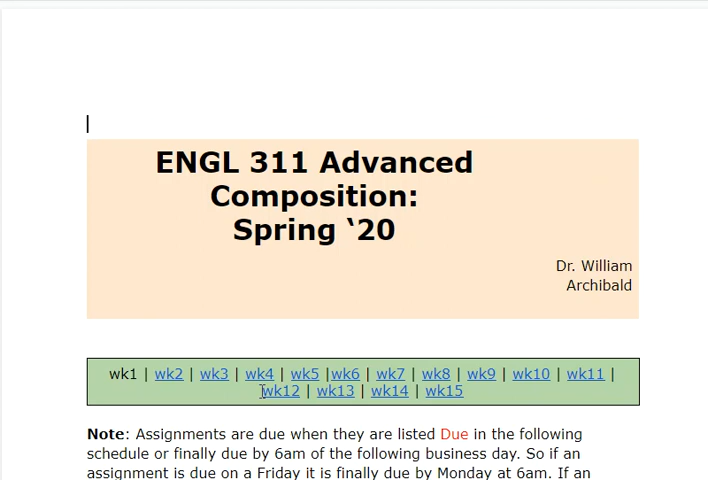 ENGL 311 Advanced
Composition:
Spring ‘20
Dr. William
Archibald
wk1 | wk2 | wk3 | wk4 | wk5 |wk6 | wk7 | wk8 | wk9 | wk10 | wk11 |
wk12 | wk13 | wk14 | wk15
Note: Assignments are due when they are listed Due in the following
schedule or finally due by 6am of the following business day. So if an
assignment is due on a Friday it is finally due by Monday at 6am. If an